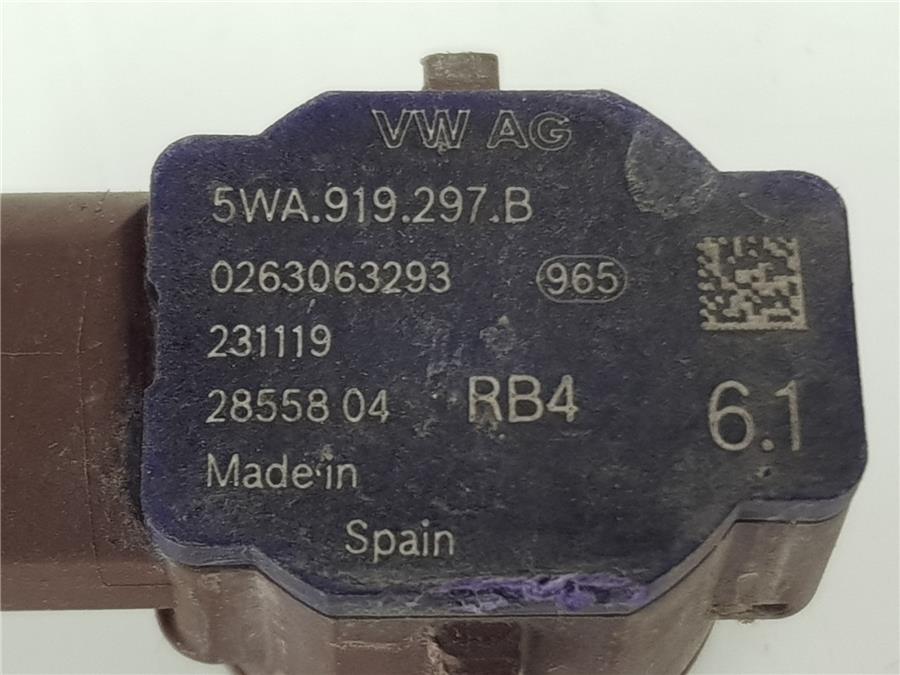 VW AG
5WA.919.297.B
0263063293 965
231119
28558 04 RB4 6.1
Made in
Spain